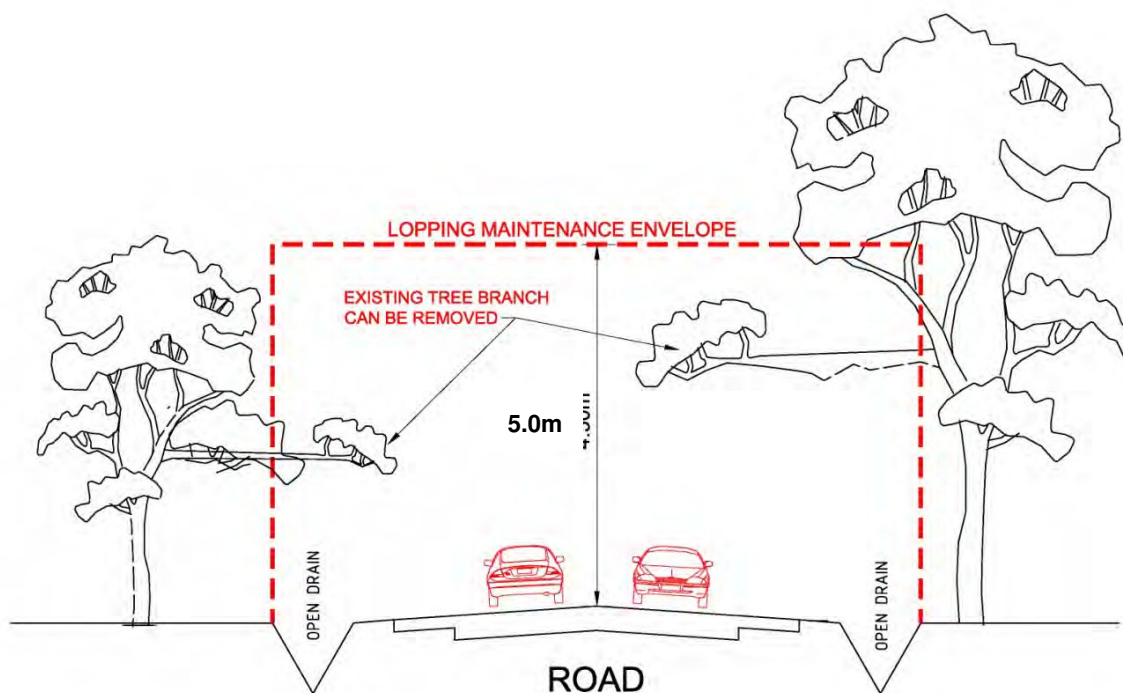 LOPPING MAINTENANCE ENVELOPE
EXISTING TREE BRANCH
CAN BE REMOVED
5.0m
OPEN DRAIN
OPEN DRAIN
ROAD